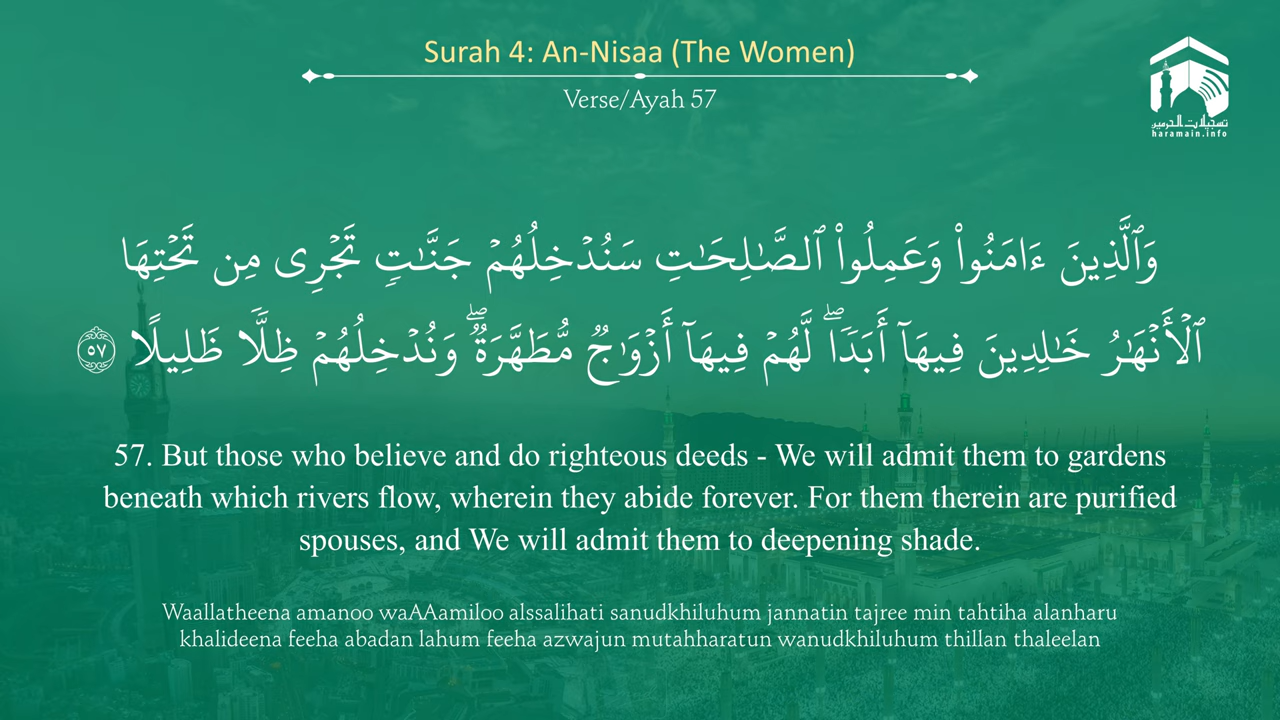 Surah 4: An-Nisaa (The Women)
Verse/Ayah 57
تسجيلات الحرمين
haramain.info
وَٱلَّذِينَ ءَامَنُوا۟ وَعَمِلُوا۟ ٱلصَّـٰلِحَـٰتِ سَنُدْخِلُهُمْ جَنَّـٰتٍۢ تَجْرِى مِن تَحْتِهَا
ٱلْأَنْهَـٰرُ خَـٰلِدِينَ فِيهَآ أَبَدًۭا ۖ لَّهُمْ فِيهَآ أَزْوَٰجٌۭ مُّطَهَّرَةٌۭ ۖ وَنُدْخِلُهُمْ ظِلًّۭا ظَلِيلًا ٥٧
57. But those who believe and do righteous deeds - We will admit them to gardens
beneath which rivers flow, wherein they abide forever. For them therein are purified
spouses, and We will admit them to deepening shade.
Waallatheena amanoo waAAamiloo alssalihati sanudkhiluhum jannatin tajree min tahtiha alanharu
khalideena feeha abadan lahum feeha azwajun mutahharatun wanudkhiluhum thillan thaleelan